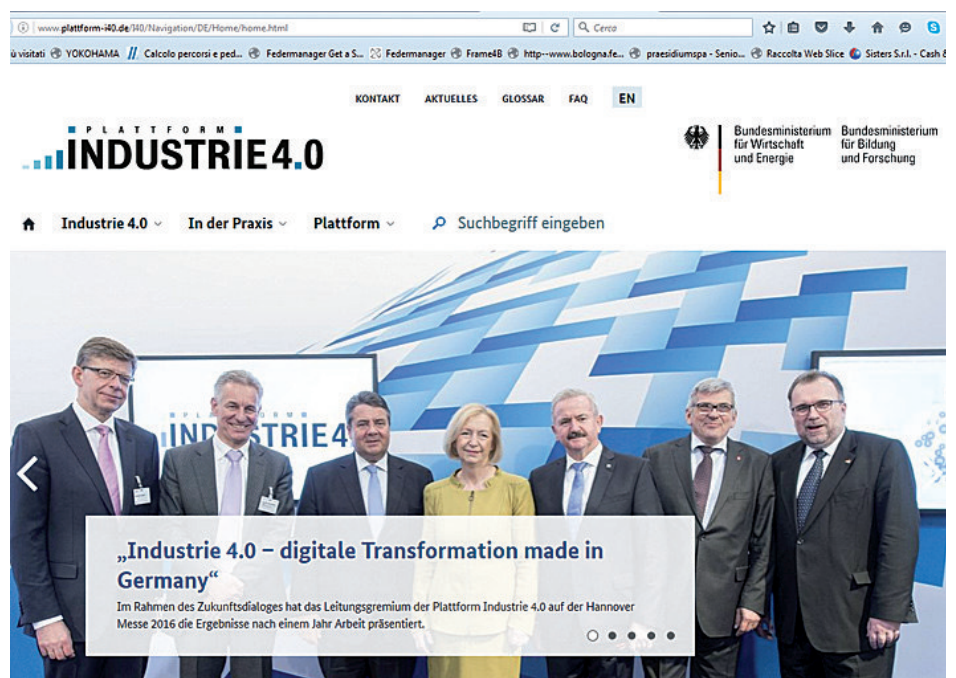 www.plattform-i40.de/I40/Navigation/DE/Home/home.html
Cerca
ù visitati YOKOHAMA Calcolo percorsi e ped... Federmanager Get a S... Federmanager Frame4B http--www.bologna.fe... praesidiumspa - Senio... Raccolta Web Slice Sisters S.r.l. - Cash &
KONTAKT AKTUELLES GLOSSAR FAQ EN
PLATTFORM
INDUSTRIE4.0
Bundesministerium
für Wirtschaft
und Energie
Bundesministerium
für Bildung
und Forschung
Industrie 4.0 In der Praxis Plattform Suchbegriff eingeben
„Industrie 4.0 – digitale Transformation made in
Germany“
Im Rahmen des Zukunftsdialoges hat das Leitungsgremium der Plattform Industrie 4.0 auf der Hannover
Messe 2016 die Ergebnisse nach einem Jahr Arbeit präsentiert.